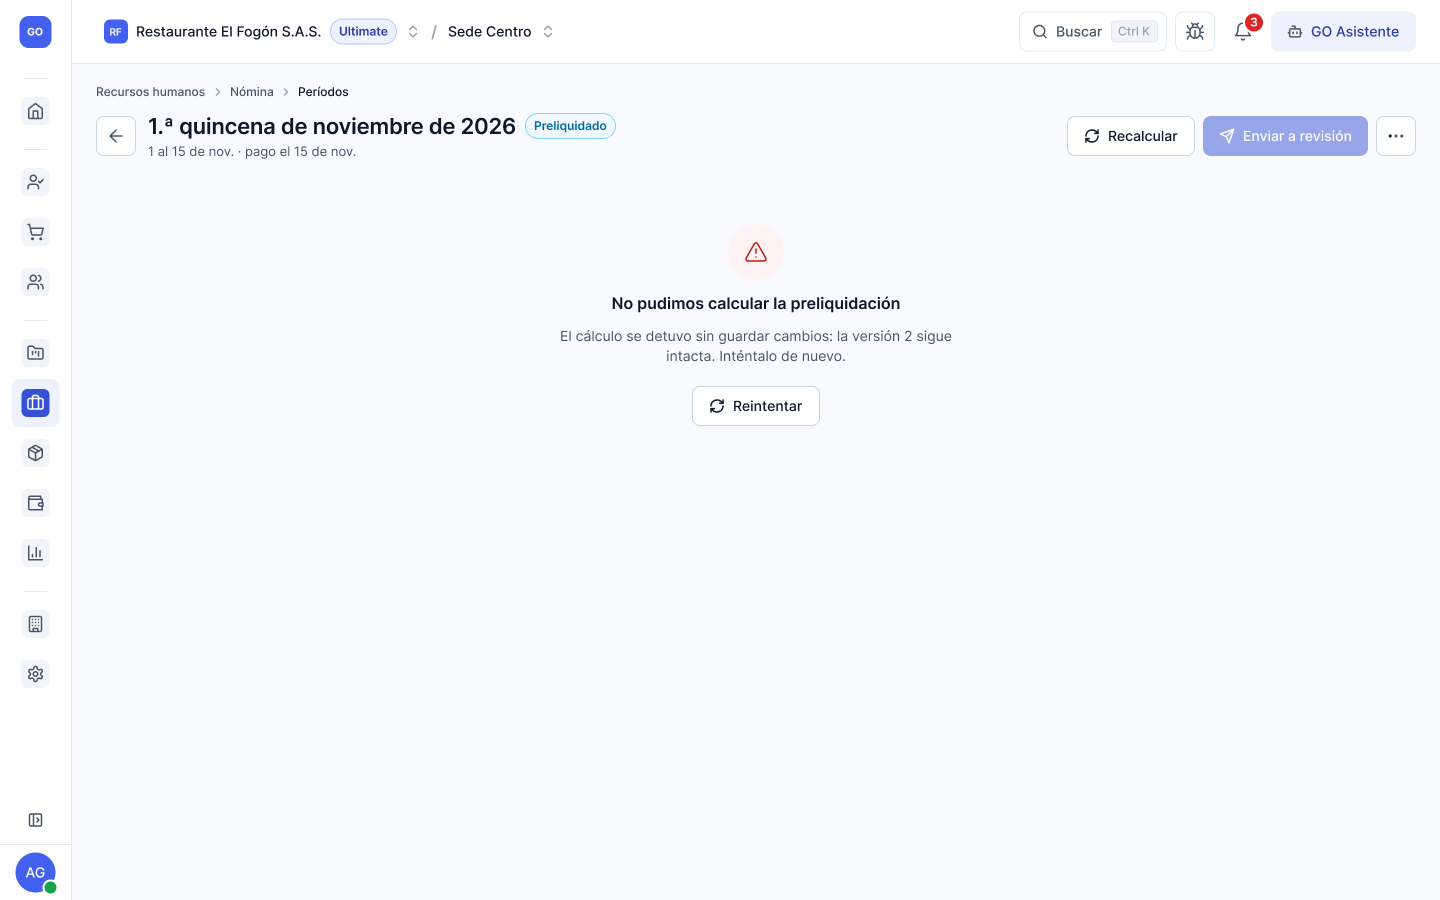 GO
RF
Restaurante El Fogón S.A.S.
Ultimate
/
Sede Centro
Buscar
Ctrl K
3
GO Asistente
Recursos humanos
Nómina
Períodos
1.ª quincena de noviembre de 2026
Preliquidado
1 al 15 de nov. · pago el 15 de nov.
Recalcular
Enviar a revisión
No pudimos calcular la preliquidación
El cálculo se detuvo sin guardar cambios: la versión 2 sigue
intacta. Inténtalo de nuevo.
Reintentar
AG